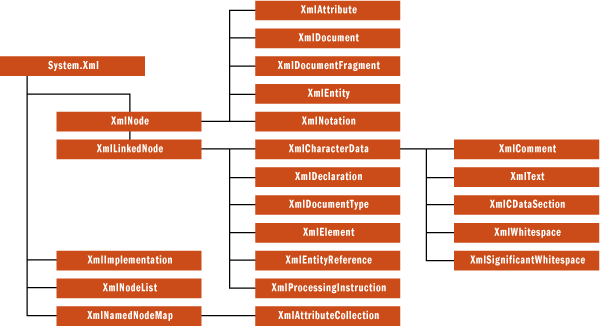 XmlAttribute
XmlDocument
System.Xml
XmlDocumentFragment
XmlEntity
XmlNode
XmlNotation
XmlLinkedNode
XmlCharacterData
XmlComment
XmlDeclaration
XmlText
XmlDocumentType
XmlCDataSection
XmlElement
XmlWhitespace
XmlImplementation
XmlEntityReference
XmlSignificantWhitespace
XmlNodeList
XmlProcessingInstruction
XmlNamedNodeMap
XmlAttributeCollection